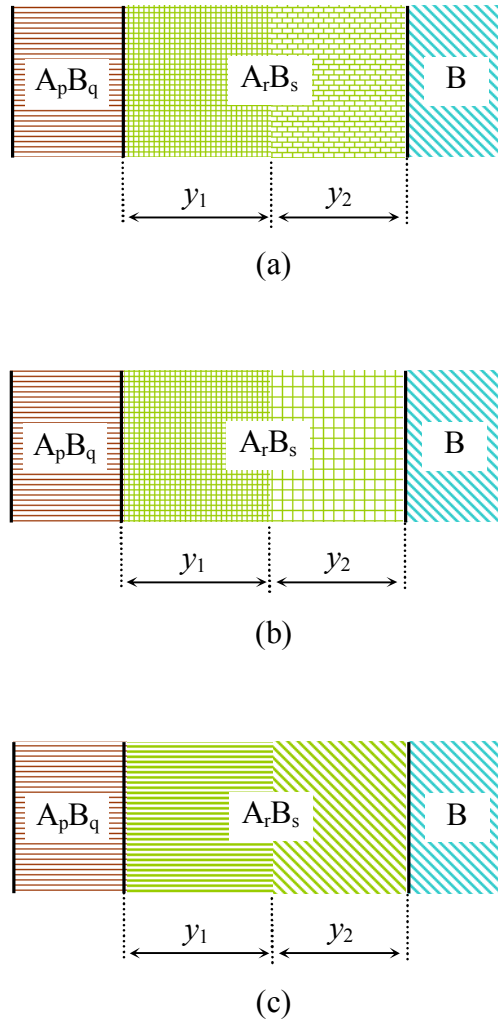 ApBq ArBs B
y1 y2
(a)
ApBq ArBs B
y1 y2
(b)
ApBq ArBs B
y1 y2
(c)